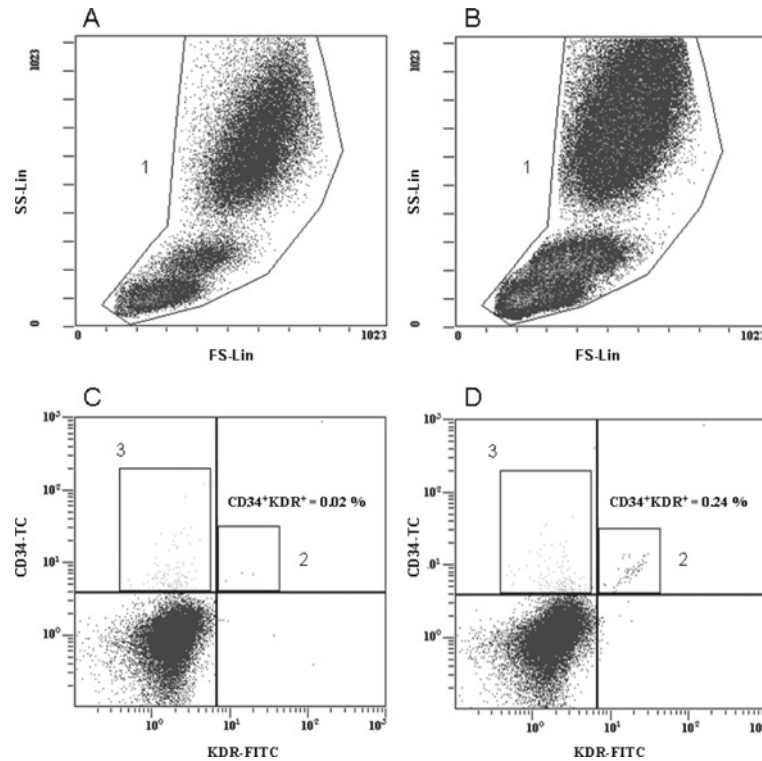 A
B
1023
SS-Lin
1
0
0
1023
FS-Lin
1023
SS-Lin
1
0
0
1023
FS-Lin
C
D
10³
10²
10¹
10⁰
CD34-TC
3
CD34⁺KDR⁺ = 0.02 %
2
10⁰
10¹
10²
10³
KDR-FITC
10³
10²
.0¹
10⁰
CD34-TC
3
CD34⁺KDR⁺ = 0.24 %
2
10⁰
10¹
10²
KDR-FITC